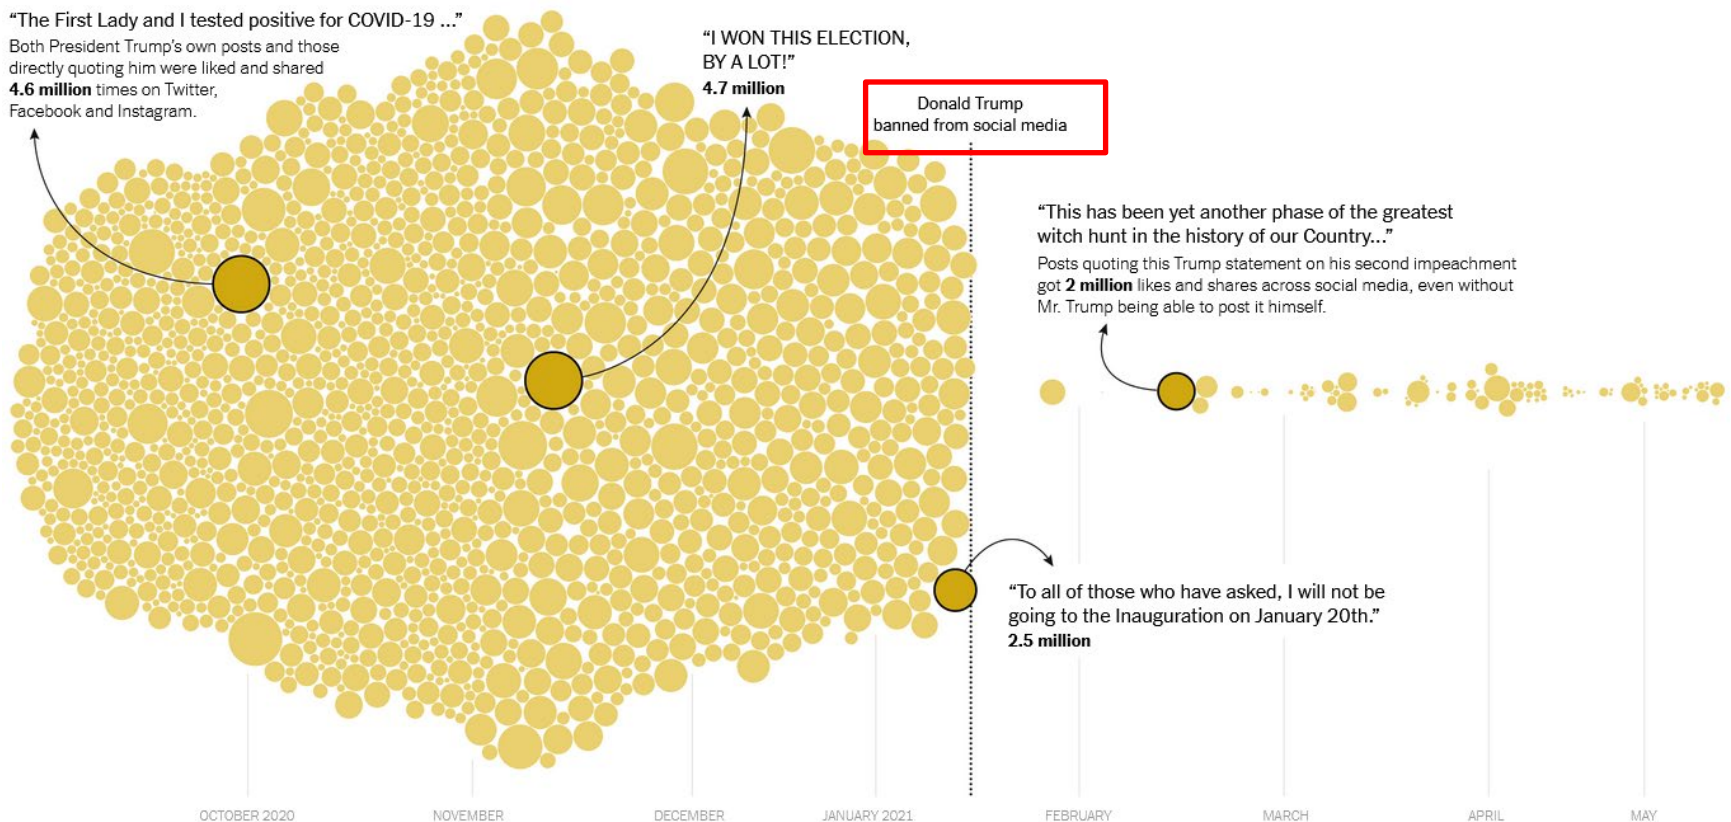 “The First Lady and I tested positive for COVID-19 ...”
Both President Trump’s own posts and those
directly quoting him were liked and shared
4.6 million times on Twitter,
Facebook and Instagram.
“I WON THIS ELECTION,
BY A LOT!”
4.7 million
Donald Trump
banned from social media
“This has been yet another phase of the greatest
witch hunt in the history of our Country...”
Posts quoting this Trump statement on his second impeachment
got 2 million likes and shares across social media, even without
Mr. Trump being able to post it himself.
“To all of those who have asked, I will not be
going to the Inauguration on January 20th.”
2.5 million
OCTOBER 2020
NOVEMBER
DECEMBER
JANUARY 2021
FEBRUARY
MARCH
APRIL
MAY